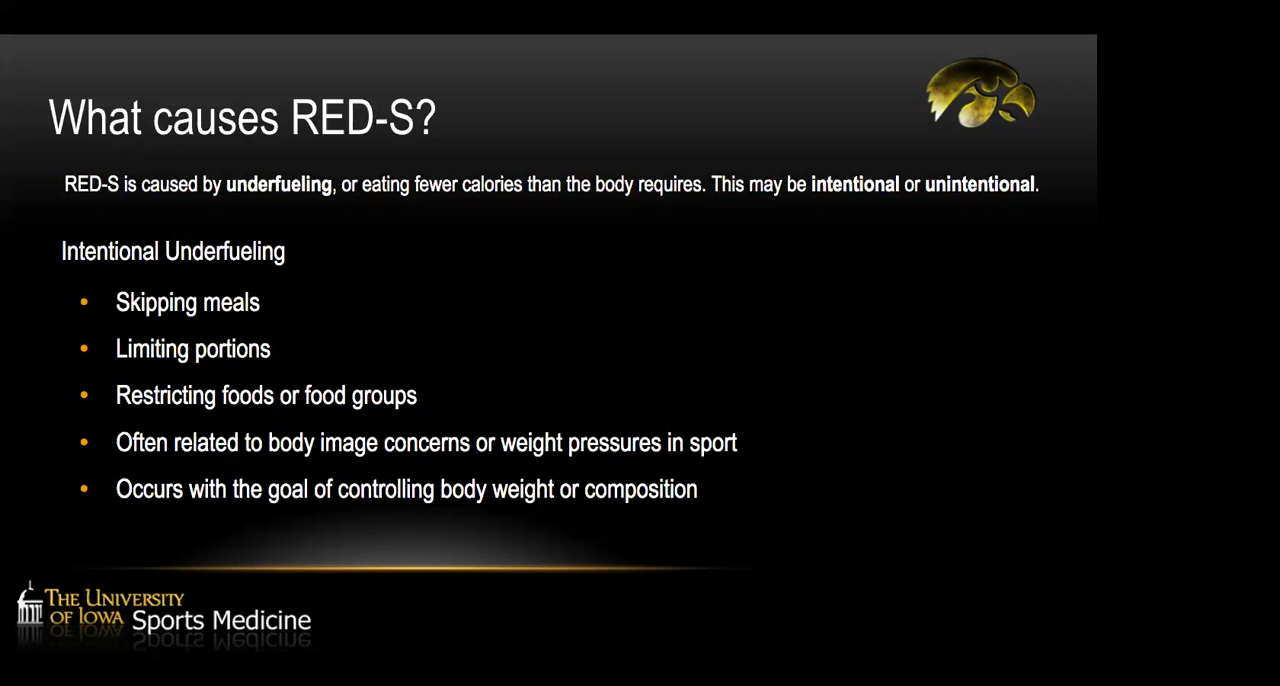 What causes RED-S?
RED-S is caused by underfueling, or eating fewer calories than the body requires. This may be intentional or unintentional.
Intentional Underfueling
• Skipping meals
• Limiting portions
• Restricting foods or food groups
• Often related to body image concerns or weight pressures in sport
• Occurs with the goal of controlling body weight or composition
THE UNIVERSITY
OF IOWA Sports Medicine